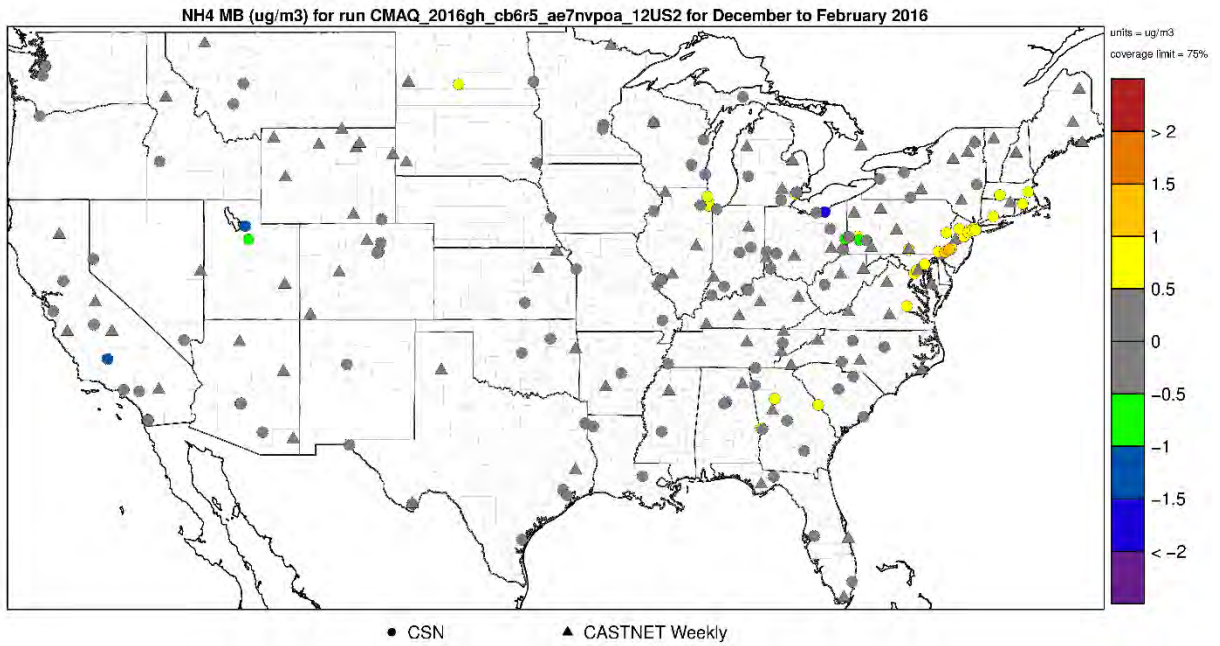 NH4 MB (ug/m3) for run CMAQ_2016gh_cb6r5_ae7nvpoa_12US2 for December to February 2016
units = ug/m3
coverage limit = 75%
> 2
1.5
1
0.5
0
−0.5
−1
−1.5
< −2
CSN
CASTNET Weekly